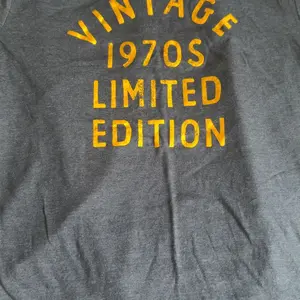 VINTAGE
1970S
LIMITED
EDITION